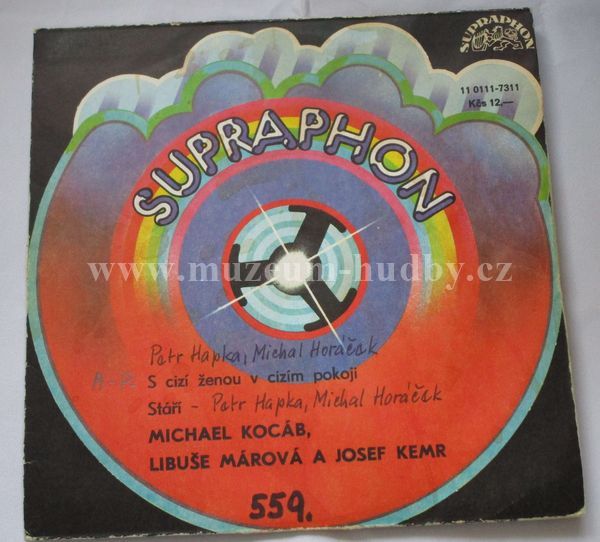 SUPRAPHON
11 0111-7311
Kčs 12,—
SUPRAPHON
www.muzeum-hudby.cz
Petr Hapka, Michal Horáček
S cizí ženou v cizím pokoji
Stáří – Petr Hapka, Michal Horáček
MICHAEL KOCÁB,
LIBUŠE MÁROVÁ A JOSEF KEMR
559.